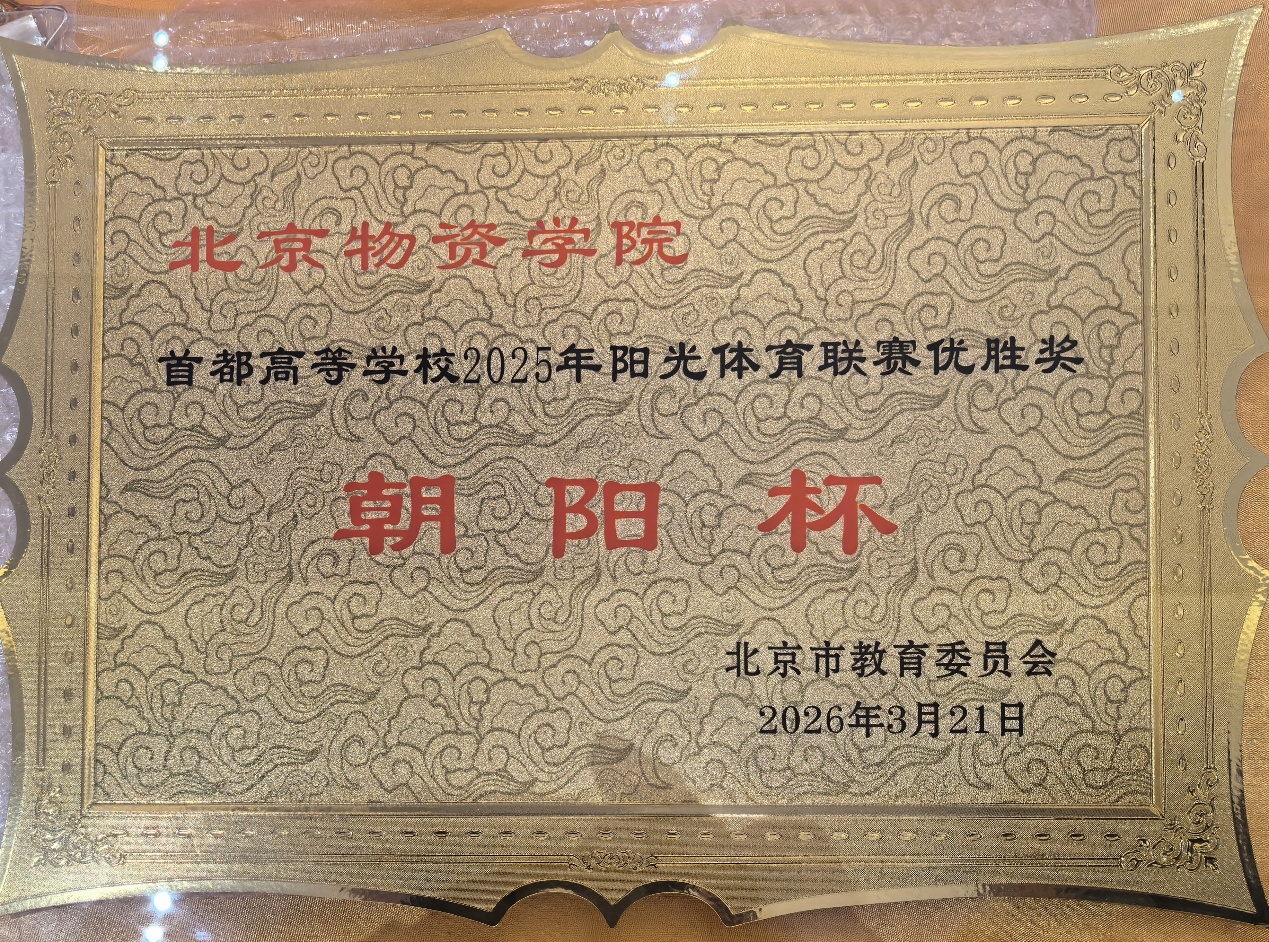 北京物资学院
首都高等学校2025年阳光体育联赛优胜奖
朝阳杯
北京市教育委员会
2026年3月21日